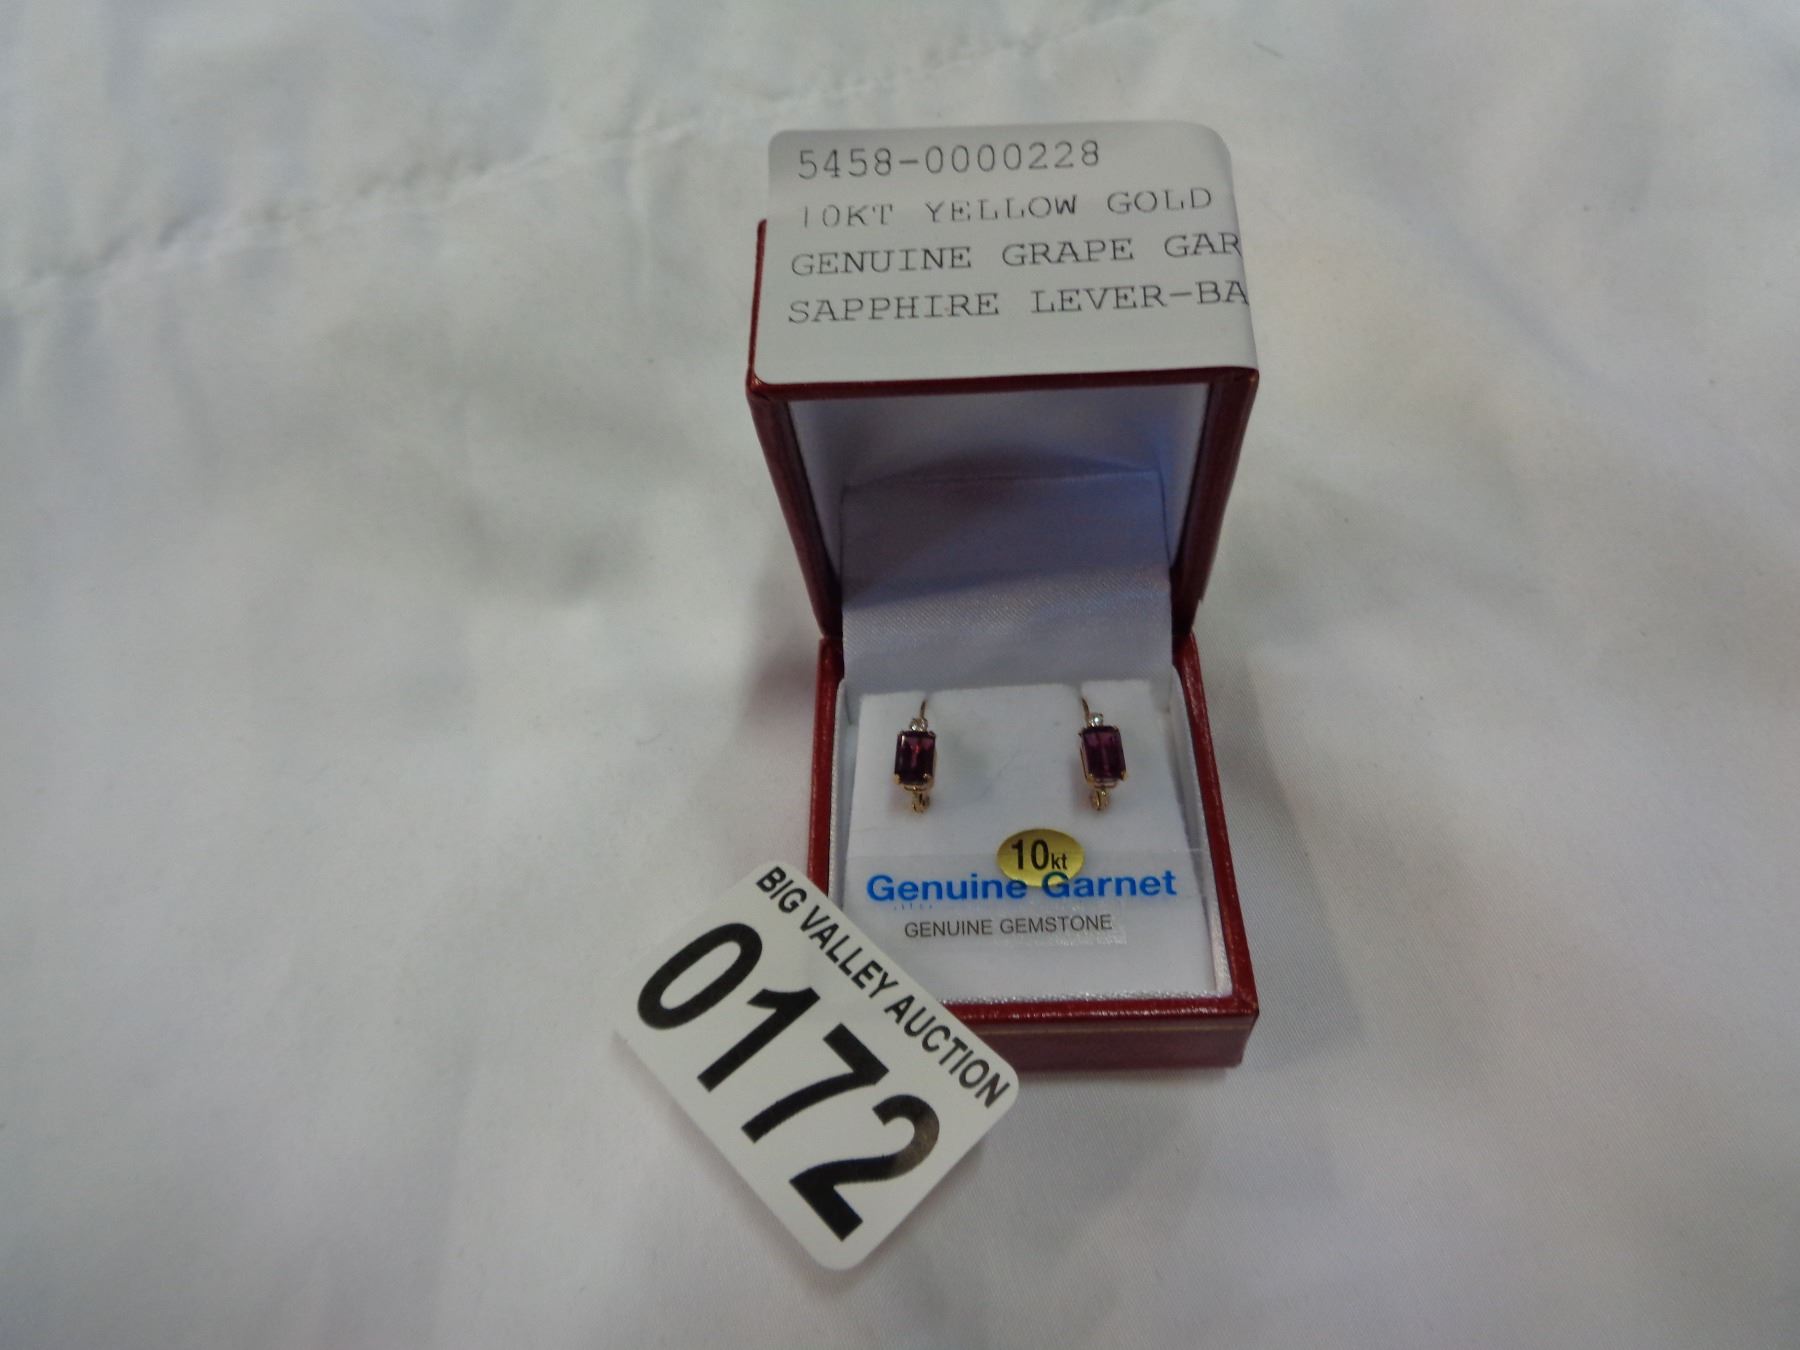 5458-0000228
10KT YELLOW GOLD
GENUINE GRAPE GAR
SAPPHIRE LEVER-BA
10kt
Genuine Garnet
GENUINE GEMSTONE
BIG VALLEY AUCTION
0172